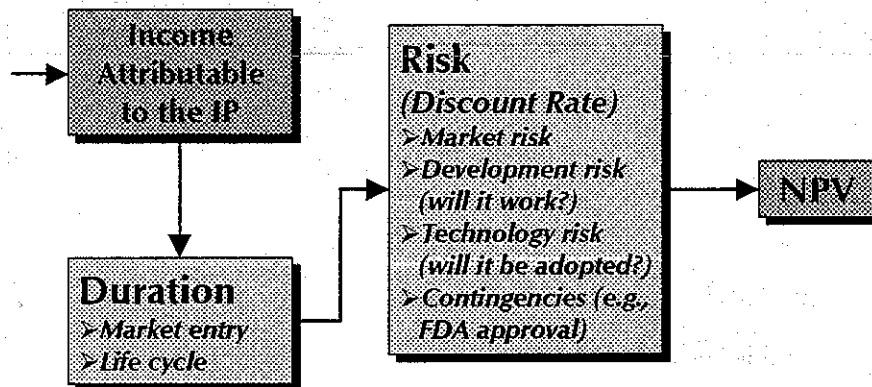 Income
Attributable
to the IP
Duration
➢Market entry
➢Life cycle
Risk
(Discount Rate)
➢Market risk
➢Development risk
(will it work?)
➢Technology risk
(will it be adopted?)
➢Contingencies (e.g.,
FDA approval)
NPV